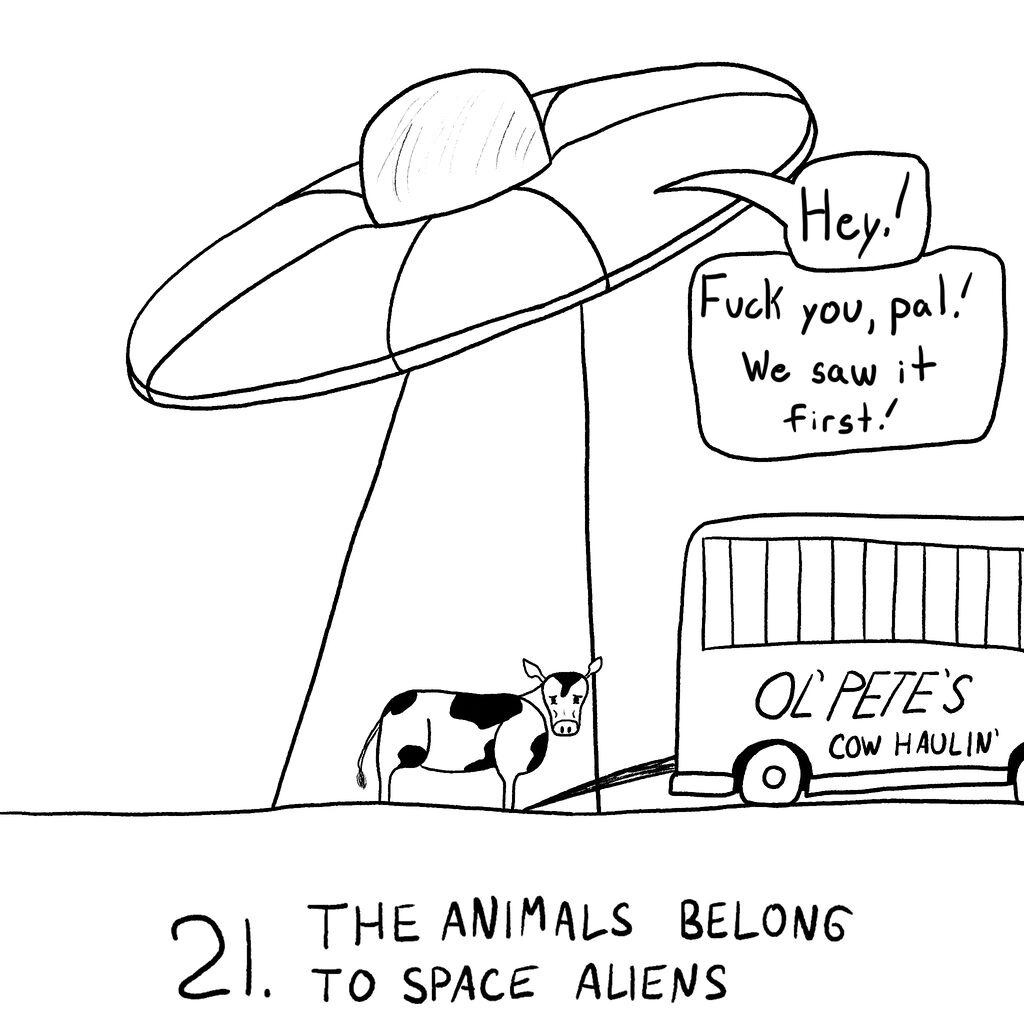 Hey!
Fuck you, pal!
We saw it
first!
OL' PETE'S
COW HAULIN'
21. THE ANIMALS BELONG
TO SPACE ALIENS